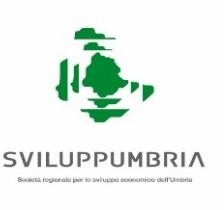 SVILUPPUMBRIA
Società regionale per lo sviluppo economico dell'Umbria